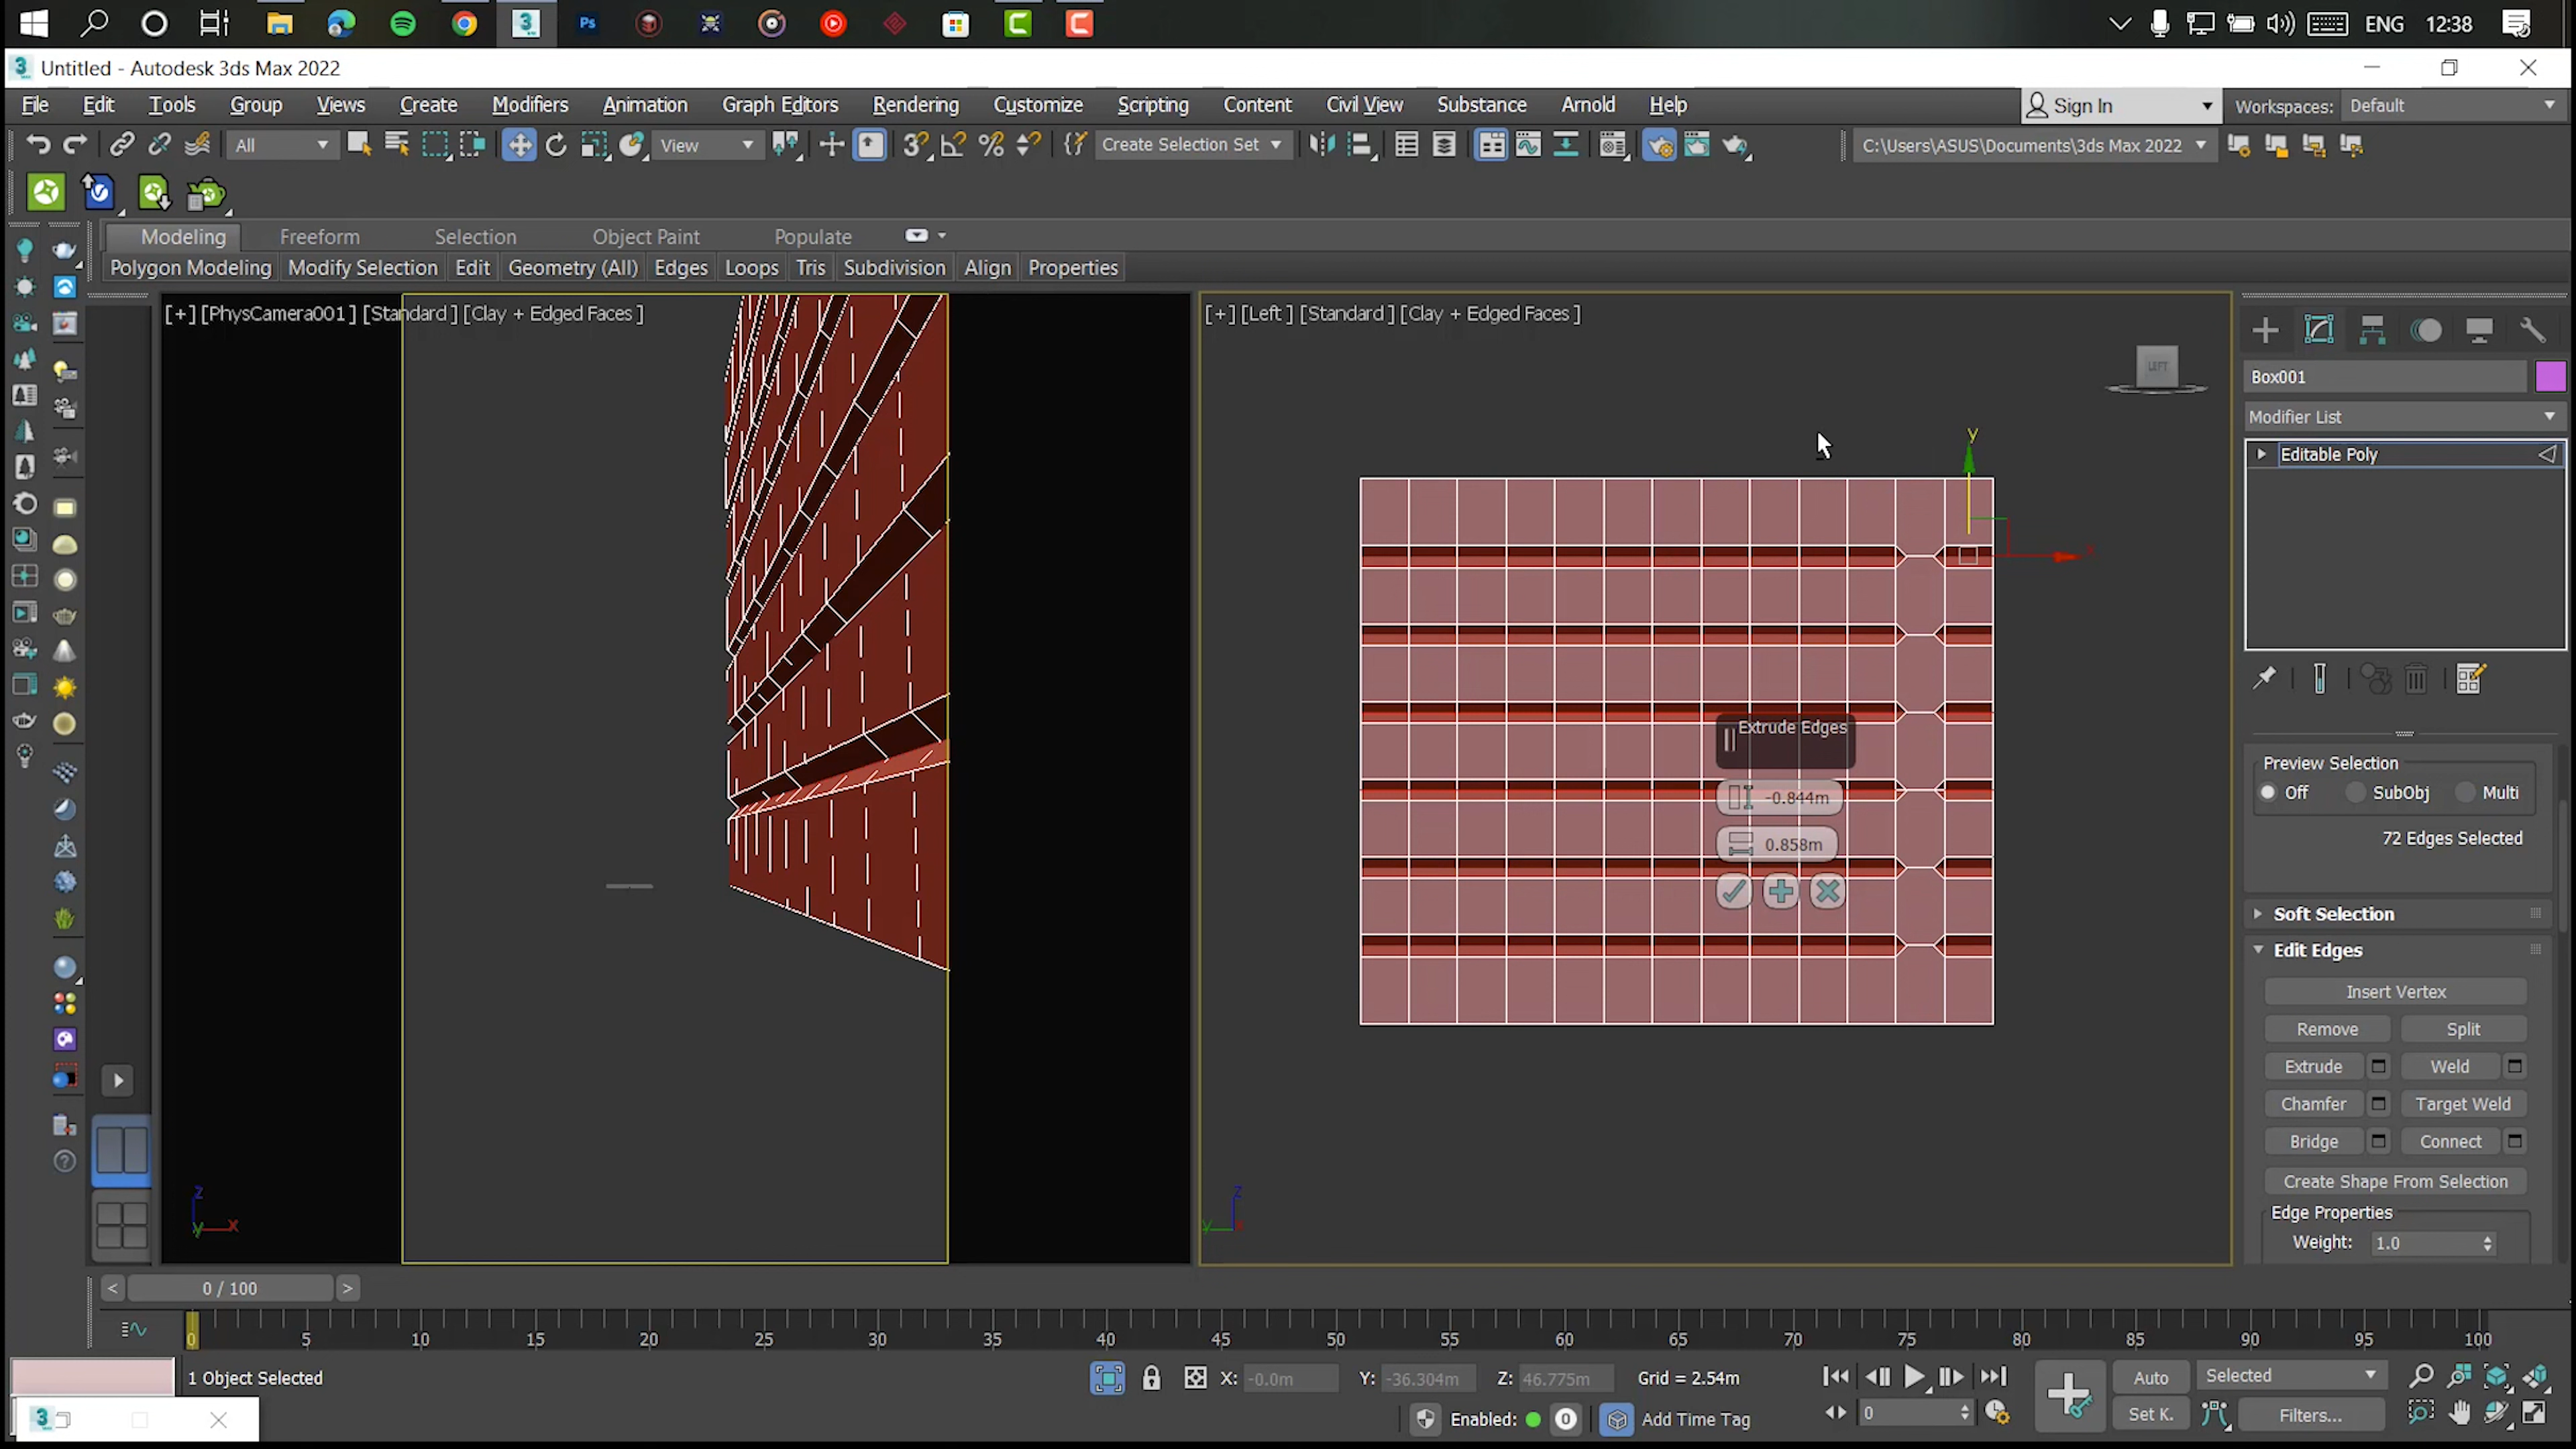 Ps
ENG 12:38
3 Untitled - Autodesk 3ds Max 2022
File Edit Tools Group Views Create Modifiers Animation Graph Editors Rendering Customize Scripting Content Civil View Substance Arnold Help Sign In Workspaces: Default
All View Create Selection Set C:\Users\ASUS\Documents\3ds Max 2022
Modeling Freeform Selection Object Paint Populate
Polygon Modeling Modify Selection Edit Geometry (All) Edges Loops Tris Subdivision Align Properties
[+] [PhysCamera001] [Standard] [Clay + Edged Faces]
[+] [Left] [Standard] [Clay + Edged Faces]
LEFT
y
x
Extrude Edges
-0.844m
0.858m
z
y x
z
y x
Box001
Modifier List
Editable Poly
Preview Selection
Off SubObj Multi
72 Edges Selected
Soft Selection
Edit Edges
Insert Vertex
Remove Split
Extrude Weld
Chamfer Target Weld
Bridge Connect
Create Shape From Selection
Edge Properties
Weight: 1.0
< 0 / 100 >
0 5 10 15 20 25 30 35 40 45 50 55 60 65 70 75 80 85 90 95 100
1 Object Selected X: -0.0m Y: -36.304m Z: 46.775m Grid = 2.54m Auto Selected
3 Enabled: 0 Add Time Tag 0 Set K. Filters...